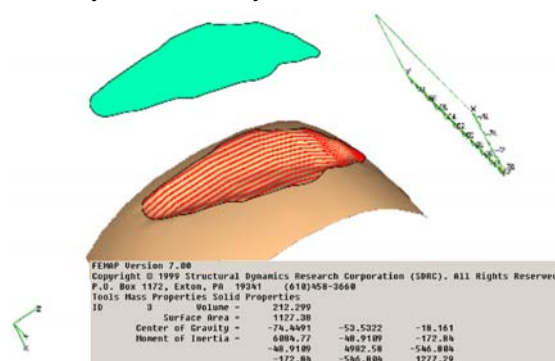 FEMAP Version 7.00
Copyright © 1999 Structural Dynamics Research Corporation (SDRC). All Rights Reserve
P.O. Box 1172, Exton, PA 19341 (610)458-3660
Tools Mass Properties Solid Properties
ID 3 Volume = 212.299
Surface Area = 1127.38
Center of Gravity = -74.4491 -53.5322 -18.161
Moment of Inertia = 6084.77 -48.9109 -172.84
-48.9109 4982.58 -546.804
-172.84 -546.804 1277.29